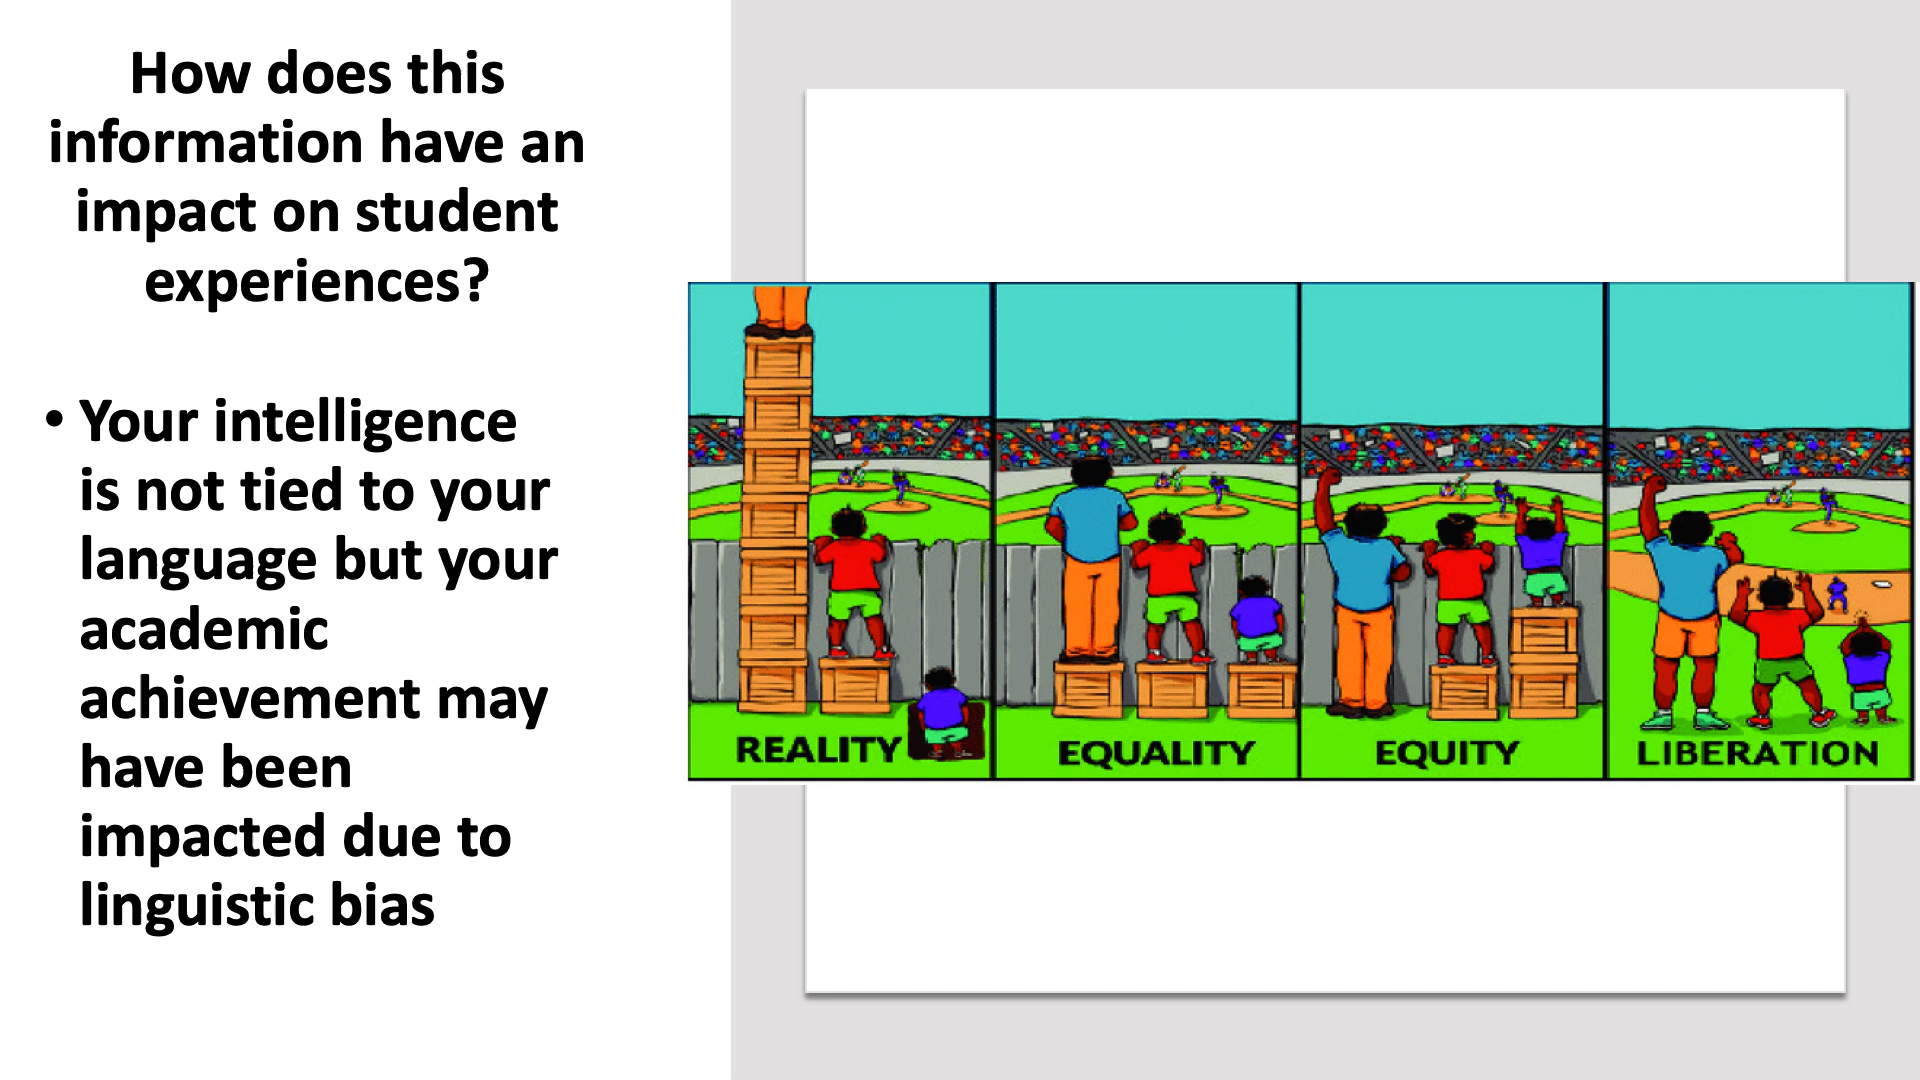 How does this
information have an
impact on student
experiences?
• Your intelligence
is not tied to your
language but your
academic
achievement may
have been
impacted due to
linguistic bias
REALITY
EQUALITY
EQUITY
LIBERATION